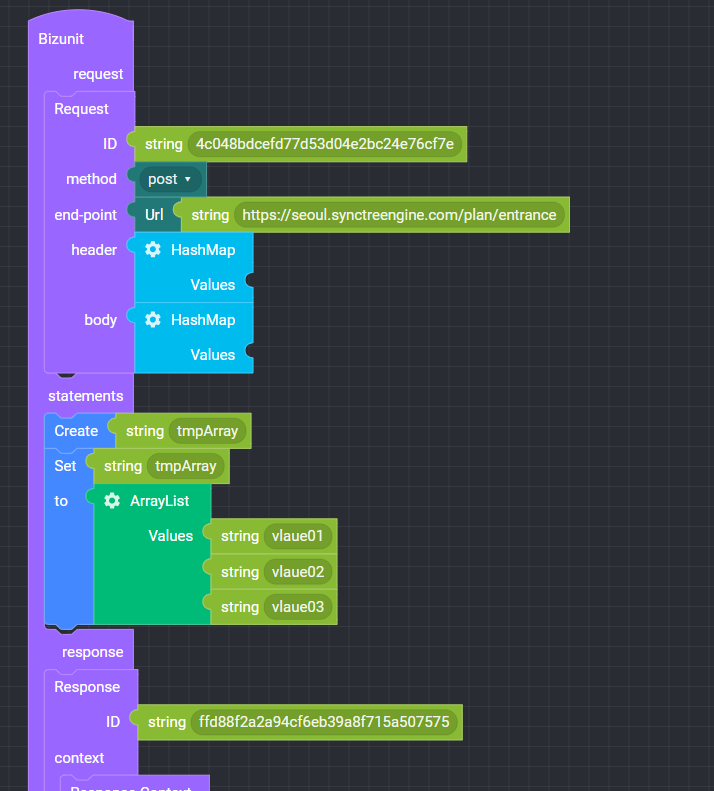 Bizunit
request
Request
ID string 4c048bdcefd77d53d04e2bc24e76cf7e
method post
end-point Url string https://seoul.synctreengine.com/plan/entrance
header HashMap
Values
body HashMap
Values
statements
Create string tmpArray
Set string tmpArray
to ArrayList
Values string vlaue01
string vlaue02
string vlaue03
response
Response
ID string ffd88f2a2a94cf6eb39a8f715a507575
context
Response Context